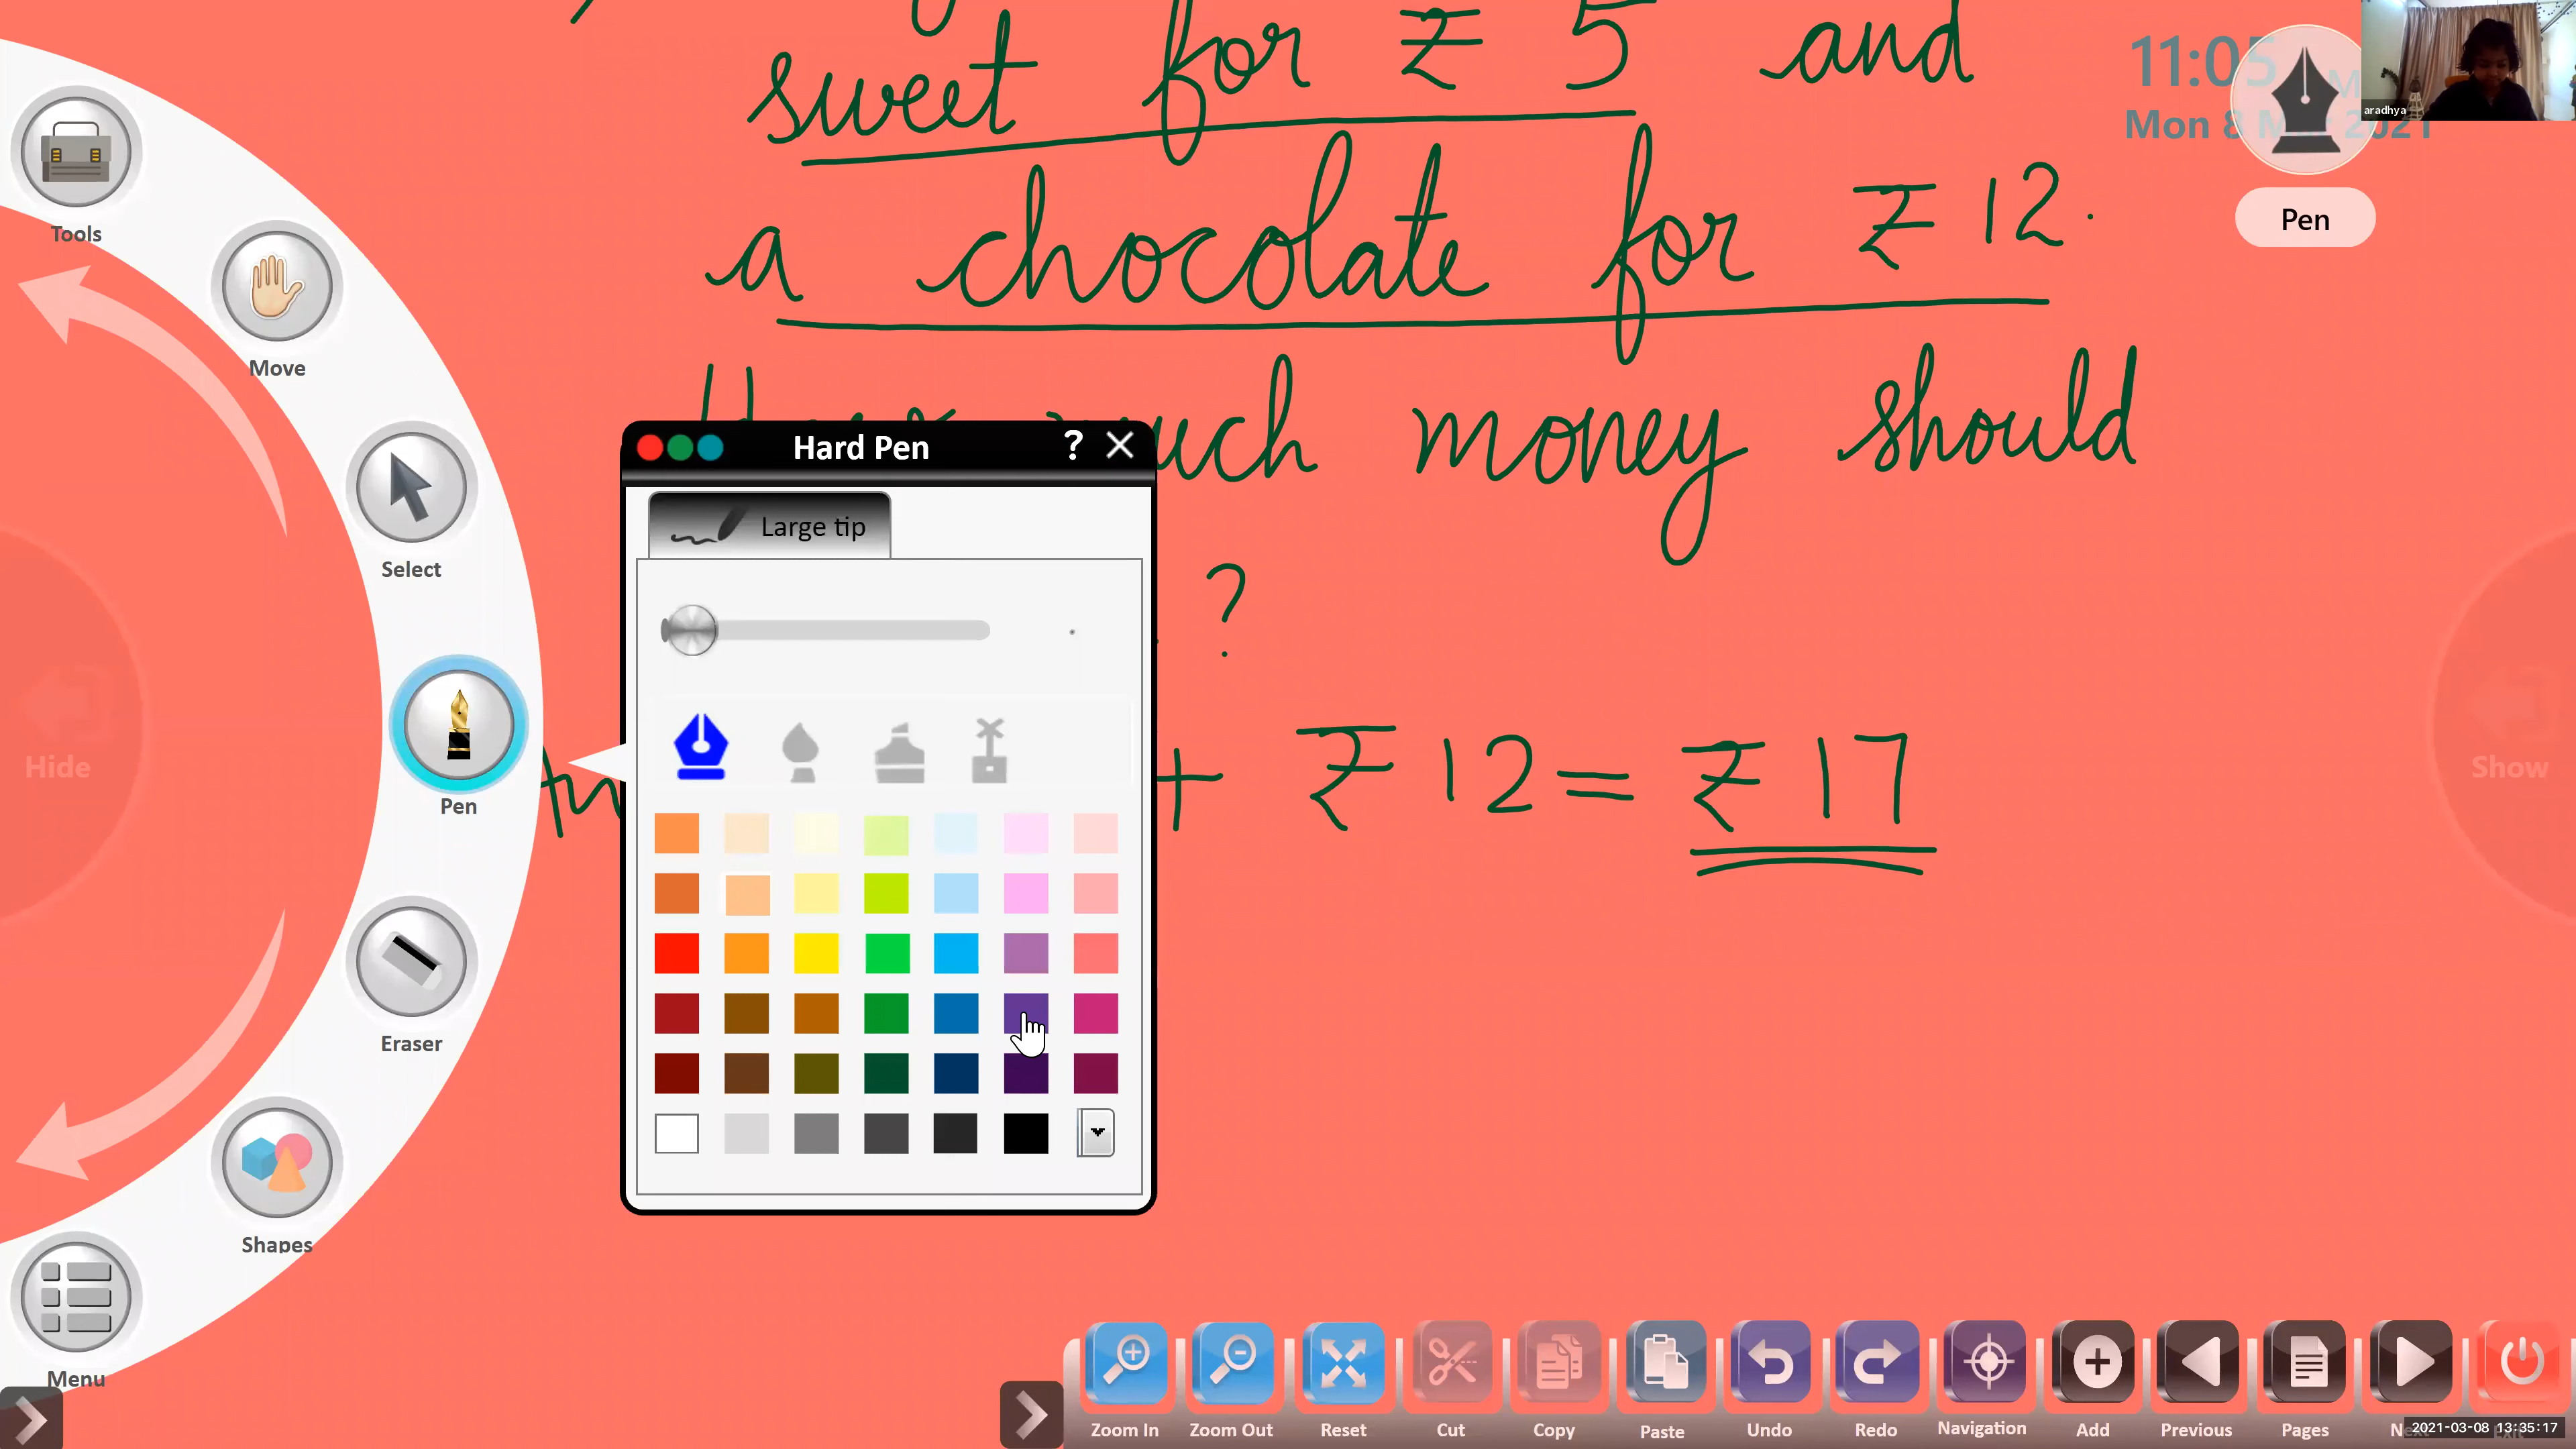 sweet for ₹ 5 and
a chocolate for ₹ 12.
much money should
?
+ ₹ 12 = ₹ 17
11:05
Mon 8 2021
aradhya
Pen
Tools
Move
Select
Pen
Eraser
Shapes
Menu
Hide
Show
Hard Pen ?
Large tip
Zoom In Zoom Out Reset Cut Copy Paste Undo Redo Navigation Add Previous Pages
2021-03-08 13:35:17